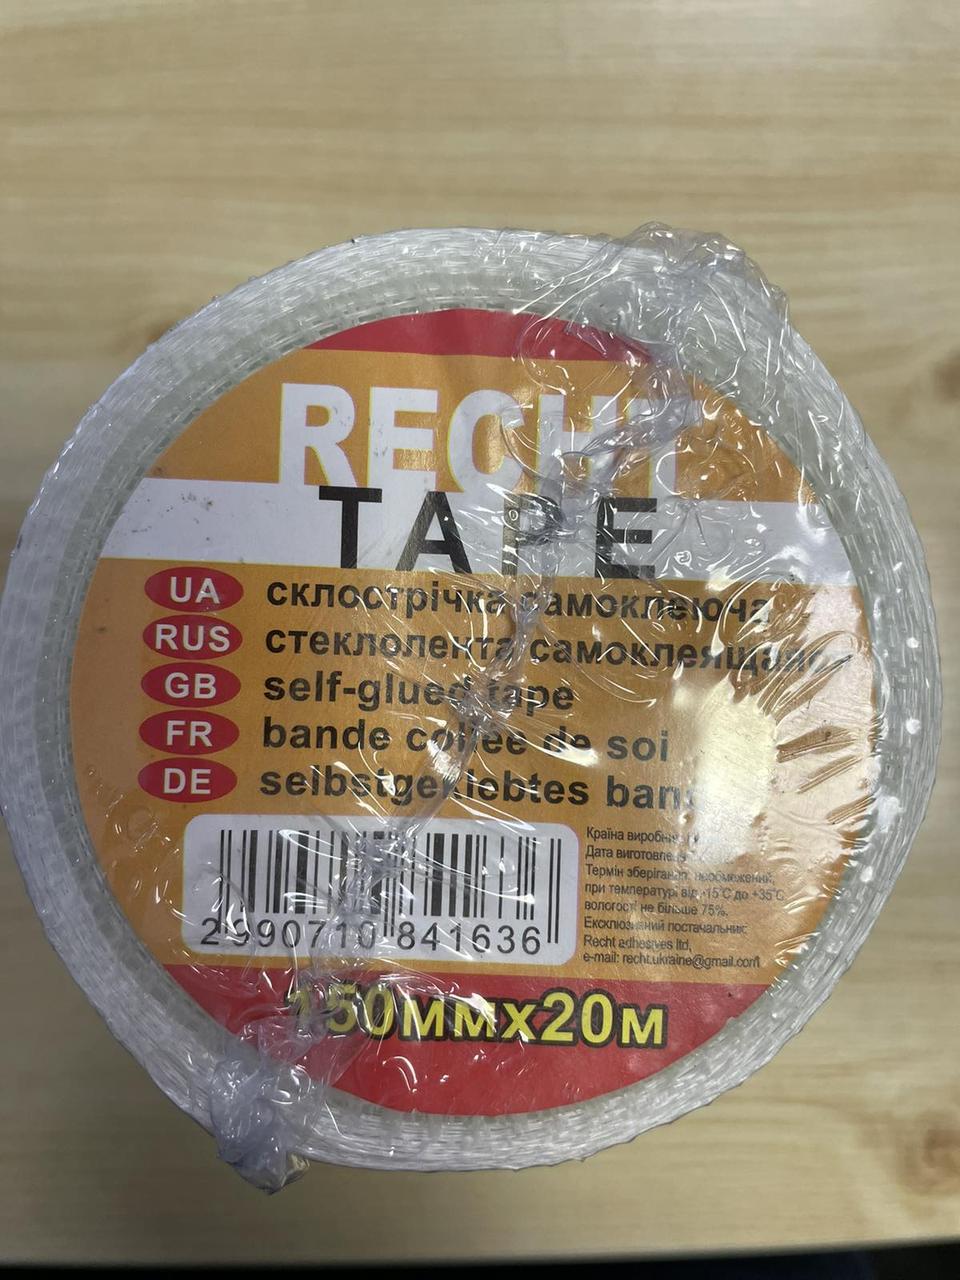 RECHT
TAPE
UA склострічка самоклеюча
RUS стеклолента самоклеящаяся
GB self-glued tape
FR bande collée de soi
DE selbstgeklebtes band
2 990710 841636
Країна виробник:
Дата виготовлення:
Термін зберігання: необмежений,
при температурі від -15°С до +35°С
вологості не більше 75%.
Ексклюзивний постачальник:
Recht adhesives ltd,
e-mail: recht.ukraine@gmail.com
150ммх20м